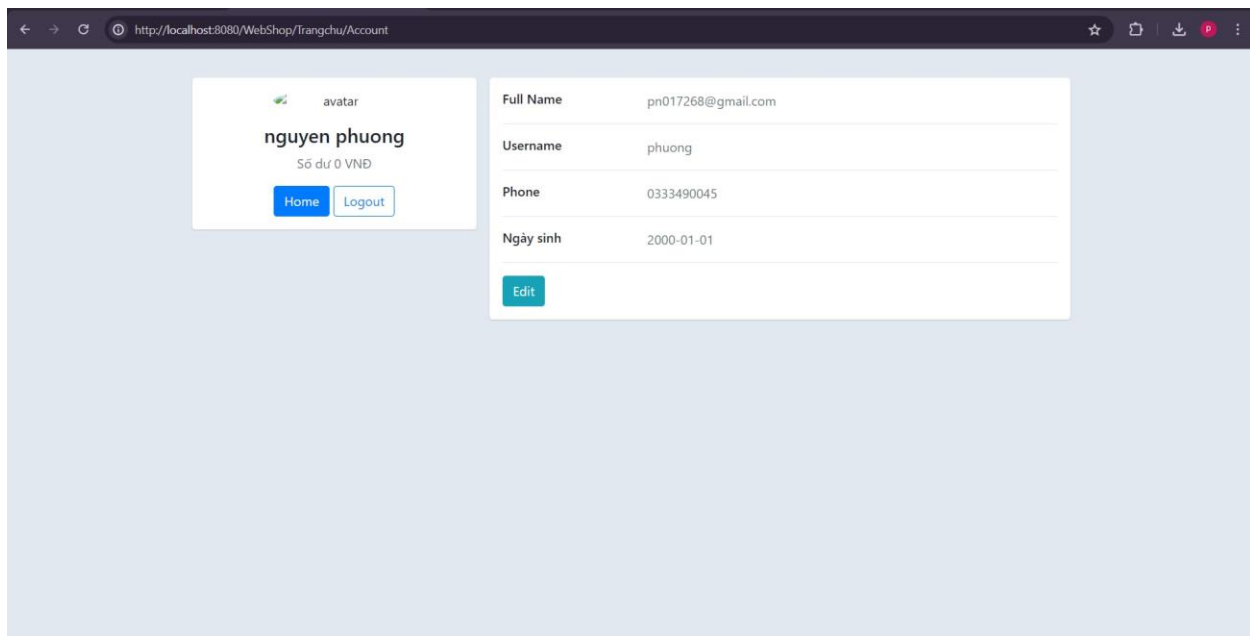 http://localhost:8080/WebShop/Trangchu/Account
P
avatar
nguyen phuong
Số dư 0 VNĐ
Home Logout
Full Name pn017268@gmail.com
Username phuong
Phone 0333490045
Ngày sinh 2000-01-01
Edit